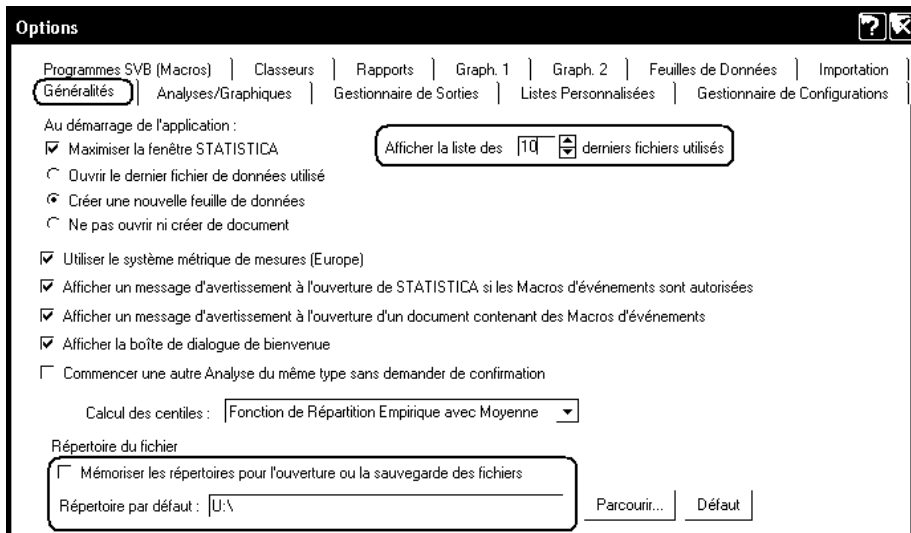 Options
Programmes SVB (Macros) Classeurs Rapports Graph. 1 Graph. 2 Feuilles de Données Importation
Généralités Analyses/Graphiques Gestionnaire de Sorties Listes Personnalisées Gestionnaire de Configurations
Au démarrage de l'application :
Maximiser la fenêtre STATISTICA Afficher la liste des 10 derniers fichiers utilisés
Ouvrir le dernier fichier de données utilisé
Créer une nouvelle feuille de données
Ne pas ouvrir ni créer de document
Utiliser le système métrique de mesures (Europe)
Afficher un message d'avertissement à l'ouverture de STATISTICA si les Macros d'événements sont autorisées
Afficher un message d'avertissement à l'ouverture d'un document contenant des Macros d'événements
Afficher la boîte de dialogue de bienvenue
Commencer une autre Analyse du même type sans demander de confirmation
Calcul des centiles : Fonction de Répartition Empirique avec Moyenne
Répertoire du fichier
Mémoriser les répertoires pour l'ouverture ou la sauvegarde des fichiers
Répertoire par défaut : U:\ Parcourir... Défaut